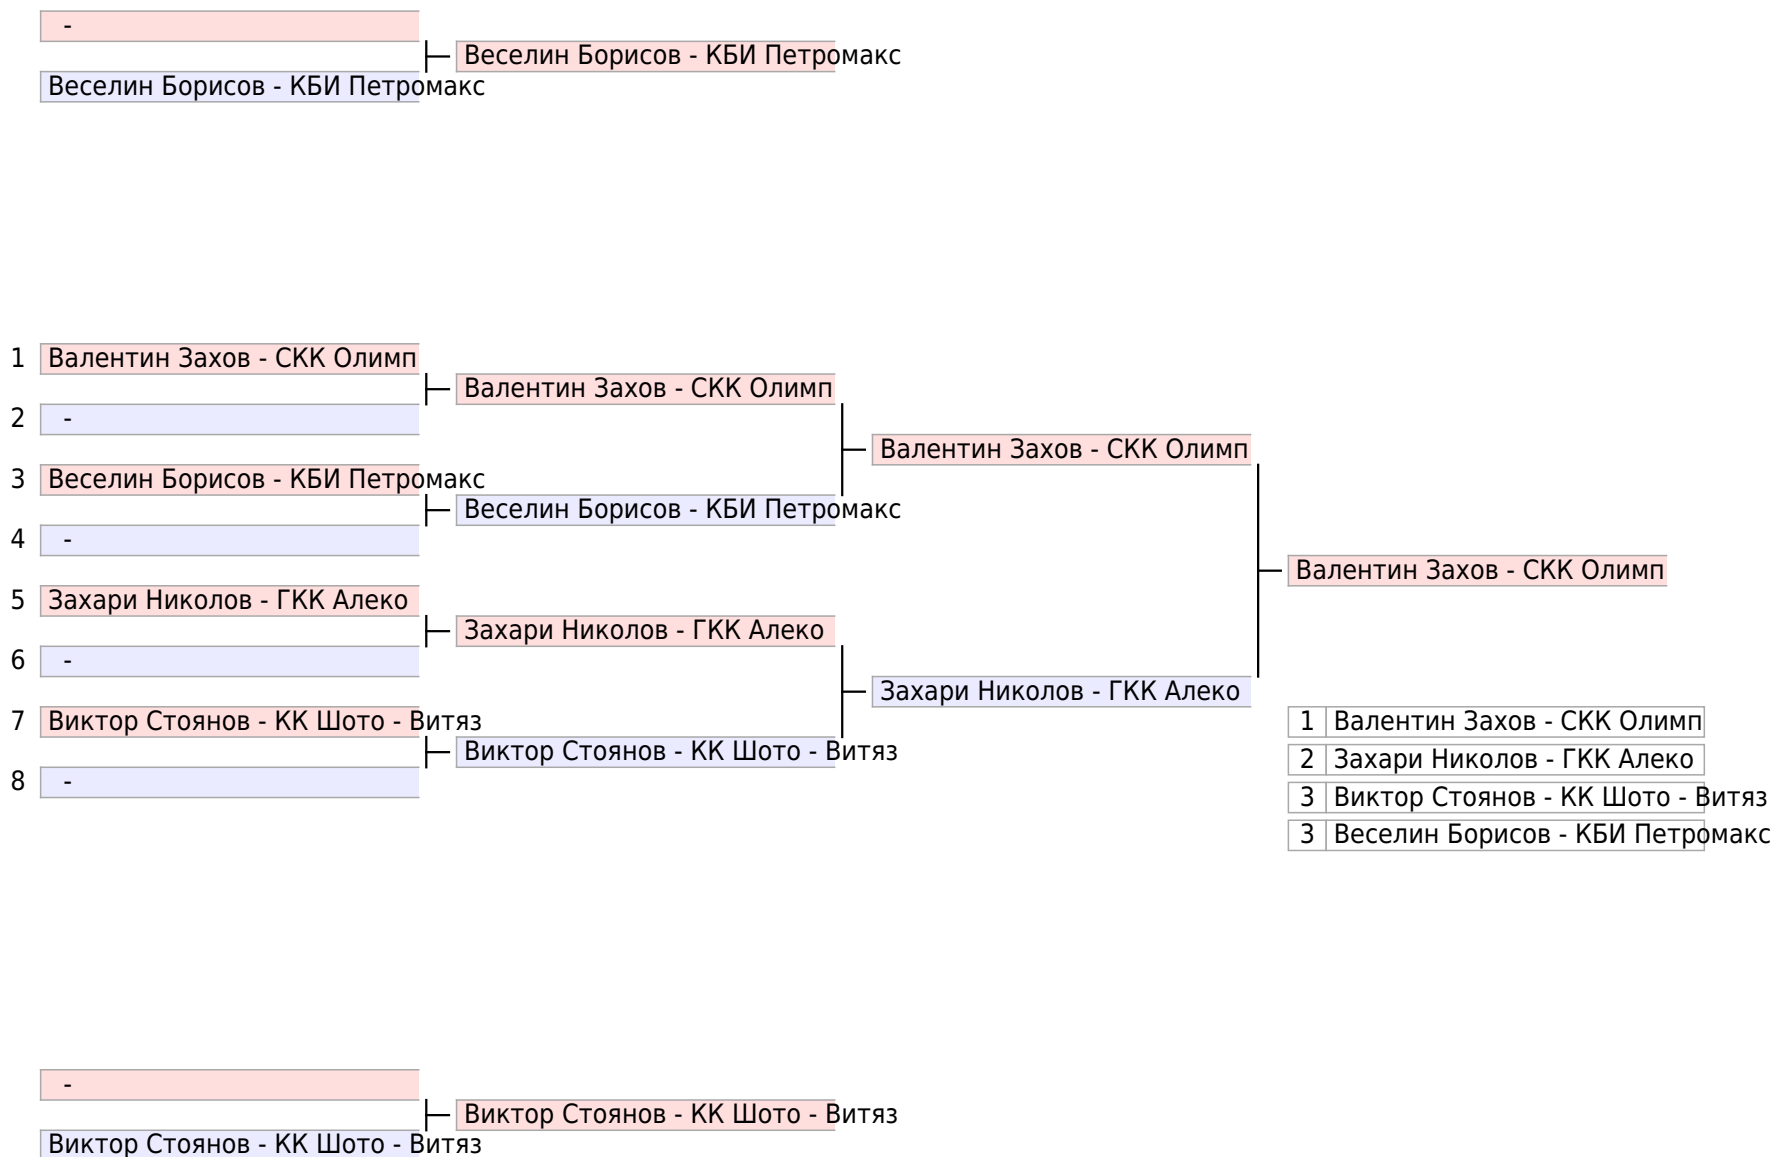 -
Веселин Борисов - КБИ Петромакс
Веселин Борисов - КБИ Петромакс
1 Валентин Захов - СКК Олимп
Валентин Захов - СКК Олимп
2 -
Валентин Захов - СКК Олимп
3 Веселин Борисов - КБИ Петромакс
Веселин Борисов - КБИ Петромакс
4 -
Валентин Захов - СКК Олимп
5 Захари Николов - ГКК Алеко
Захари Николов - ГКК Алеко
6 -
Захари Николов - ГКК Алеко
7 Виктор Стоянов - КК Шото - Витяз
Виктор Стоянов - КК Шото - Витяз
8 -
1 Валентин Захов - СКК Олимп
2 Захари Николов - ГКК Алеко
3 Виктор Стоянов - КК Шото - Витяз
3 Веселин Борисов - КБИ Петромакс
-
Виктор Стоянов - КК Шото - Витяз
Виктор Стоянов - КК Шото - Витяз